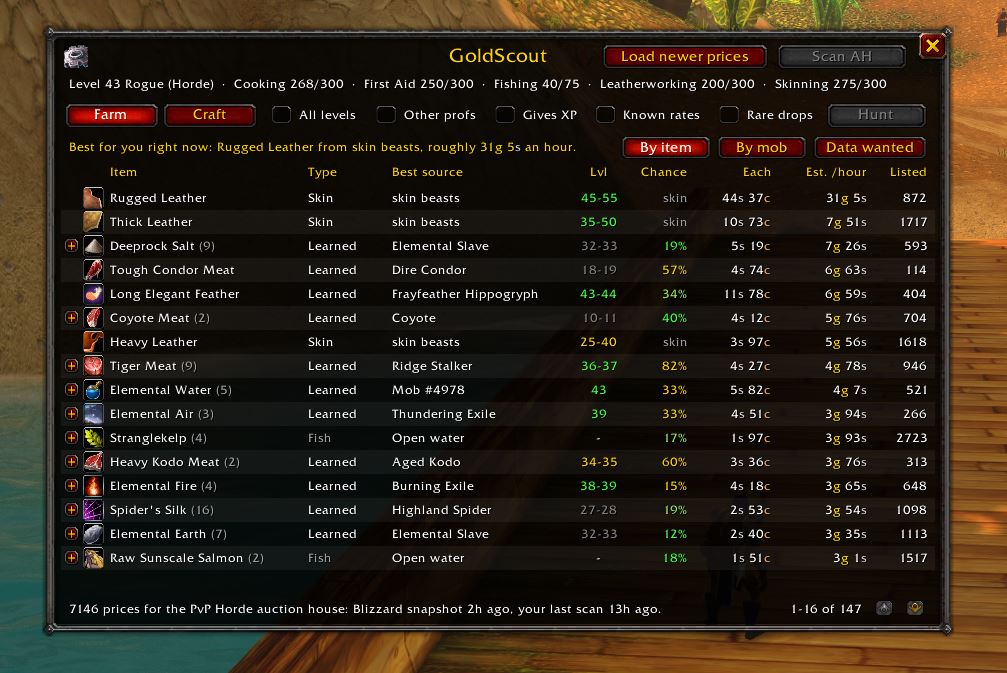 GoldScout
Load newer prices
Scan AH
Level 43 Rogue (Horde) · Cooking 268/300 · First Aid 250/300 · Fishing 40/75 · Leatherworking 200/300 · Skinning 275/300
Farm Craft All levels Other profs Gives XP Known rates Rare drops Hunt
Best for you right now: Rugged Leather from skin beasts, roughly 31g 5s an hour. By item By mob Data wanted
Item Type Best source Lvl Chance Each Est. /hour Listed
Rugged Leather Skin skin beasts 45-55 skin 44s 37c 31g 5s 872
Thick Leather Skin skin beasts 35-50 skin 10s 73c 7g 51s 1717
Deeprock Salt (9) Learned Elemental Slave 32-33 19% 5s 19c 7g 26s 593
Tough Condor Meat Learned Dire Condor 18-19 57% 4s 74c 6g 63s 114
Long Elegant Feather Learned Frayfeather Hippogryph 43-44 34% 11s 78c 6g 59s 404
Coyote Meat (2) Learned Coyote 10-11 40% 4s 12c 5g 76s 704
Heavy Leather Skin skin beasts 25-40 skin 3s 97c 5g 56s 1618
Tiger Meat (9) Learned Ridge Stalker 36-37 82% 4s 27c 4g 78s 946
Elemental Water (5) Learned Mob #4978 43 33% 5s 82c 4g 7s 521
Elemental Air (3) Learned Thundering Exile 39 33% 4s 51c 3g 94s 266
Stranglekelp (4) Fish Open water - 17% 1s 97c 3g 93s 2723
Heavy Kodo Meat (2) Learned Aged Kodo 34-35 60% 3s 36c 3g 76s 313
Elemental Fire (4) Learned Burning Exile 38-39 15% 4s 18c 3g 65s 648
Spider's Silk (16) Learned Highland Spider 27-28 19% 2s 53c 3g 54s 1098
Elemental Earth (7) Learned Elemental Slave 32-33 12% 2s 40c 3g 35s 1113
Raw Sunscale Salmon (2) Fish Open water - 18% 1s 51c 3g 1s 1517
7146 prices for the PvP Horde auction house: Blizzard snapshot 2h ago, your last scan 13h ago. 1-16 of 147